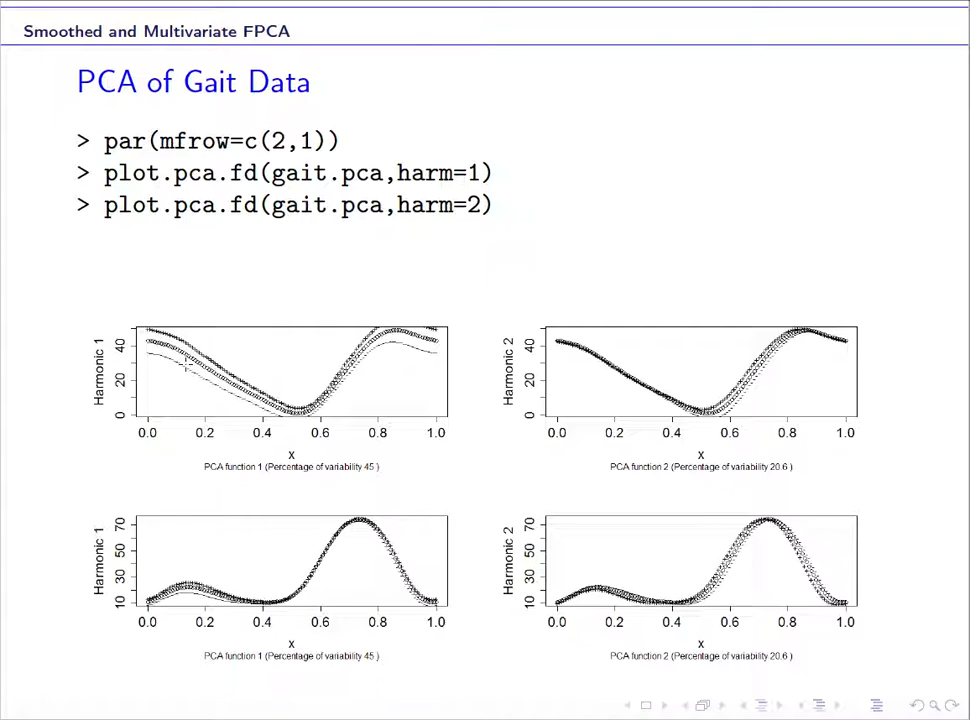 Smoothed and Multivariate FPCA
PCA of Gait Data
> par(mfrow=c(2,1))
> plot.pca.fd(gait.pca,harm=1)
> plot.pca.fd(gait.pca,harm=2)
Harmonic 1
0 20 40
0.0 0.2 0.4 0.6 0.8 1.0
x
PCA function 1 (Percentage of variability 45 )
Harmonic 2
0 20 40
0.0 0.2 0.4 0.6 0.8 1.0
x
PCA function 2 (Percentage of variability 20.6 )
Harmonic 1
10 30 50 70
0.0 0.2 0.4 0.6 0.8 1.0
x
PCA function 1 (Percentage of variability 45 )
Harmonic 2
10 30 50 70
0.0 0.2 0.4 0.6 0.8 1.0
x
PCA function 2 (Percentage of variability 20.6 )